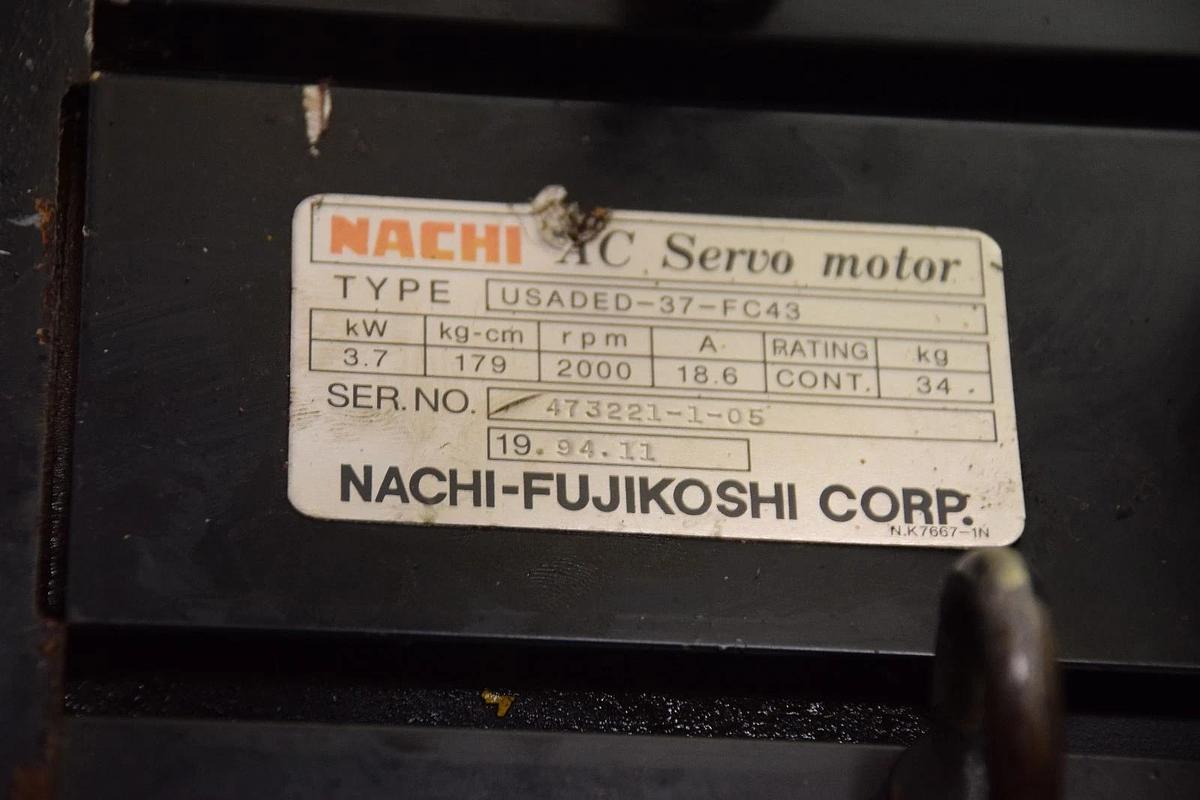 NACHI AC Servo motor
TYPE USADED-37-FC43
kW kg-cm rpm A RATING kg
3.7 179 2000 18.6 CONT. 34
SER.NO. 473221-1-05
19.94.11
NACHI-FUJIKOSHI CORP.
N.K7667-1N